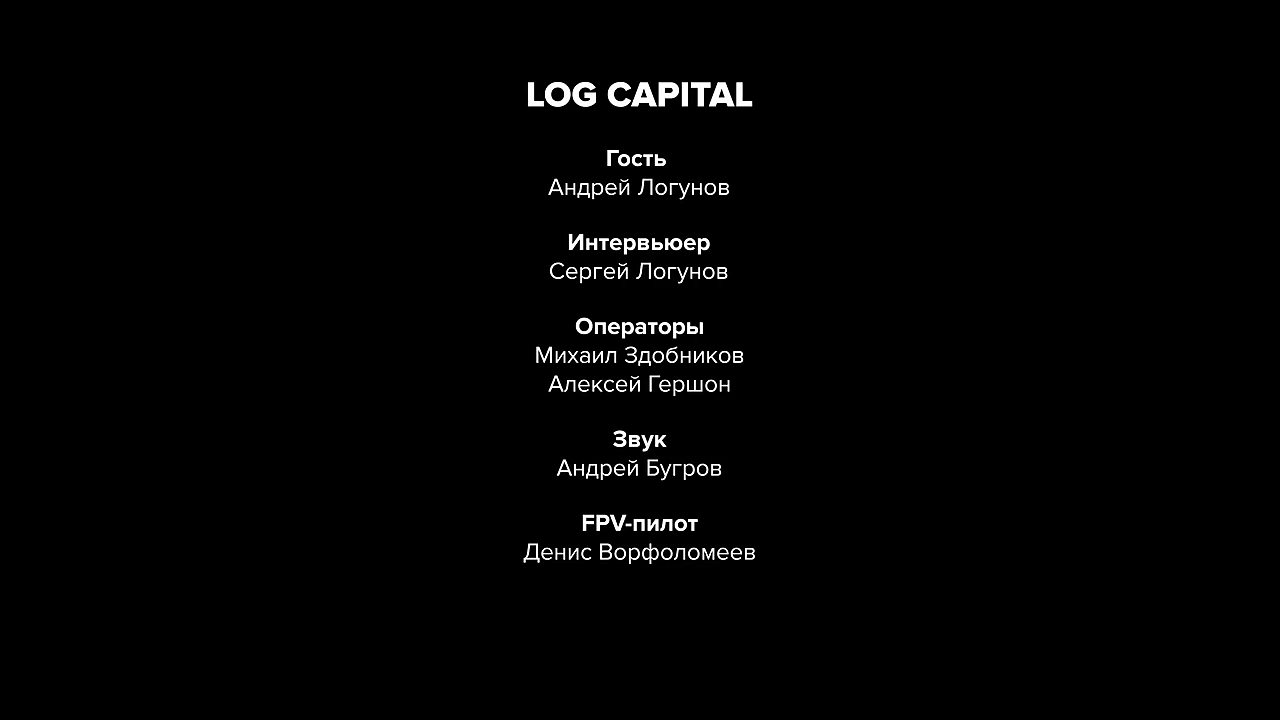 LOG CAPITAL
Гость
Андрей Логунов
Интервьюер
Сергей Логунов
Операторы
Михаил Здобников
Алексей Гершон
Звук
Андрей Бугров
FPV-пилот
Денис Ворфоломеев